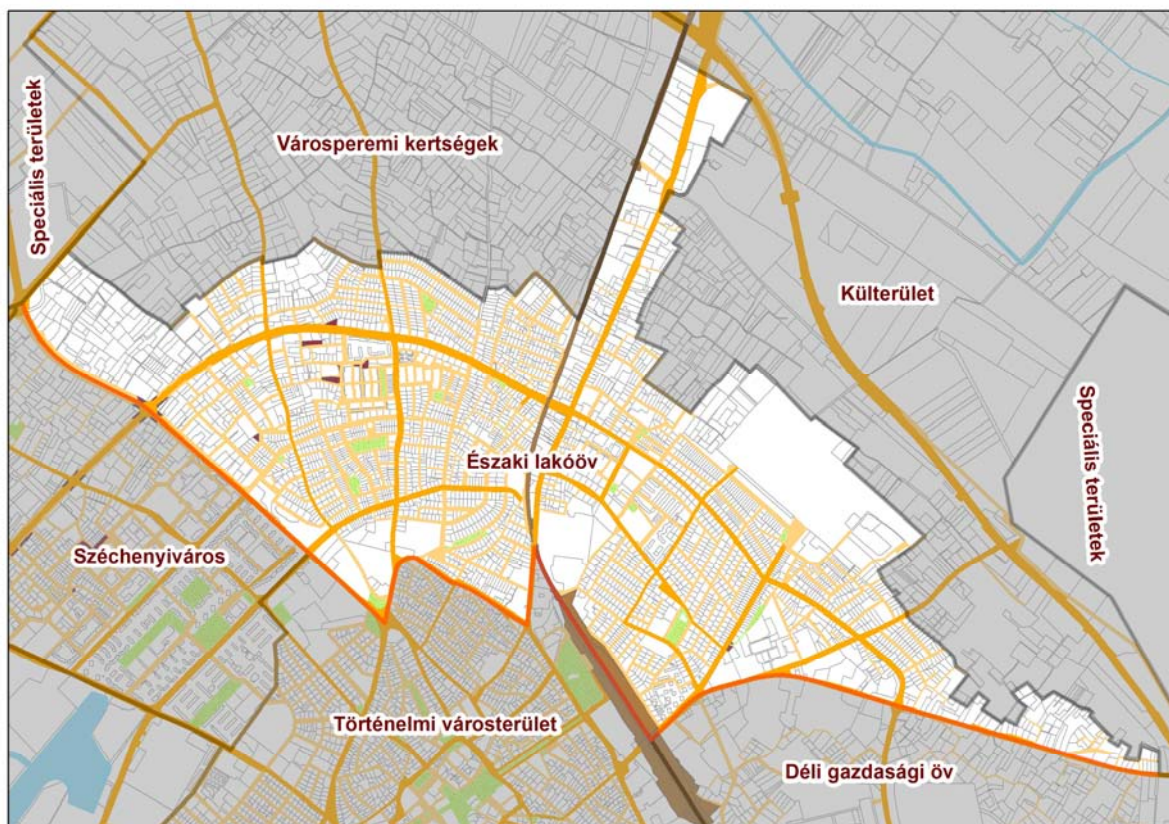 Speciális területek
Városperemi kertségek
Külterület
Speciális területek
Északi lakóöv
Széchenyiváros
Történelmi városterület
Déli gazdasági öv